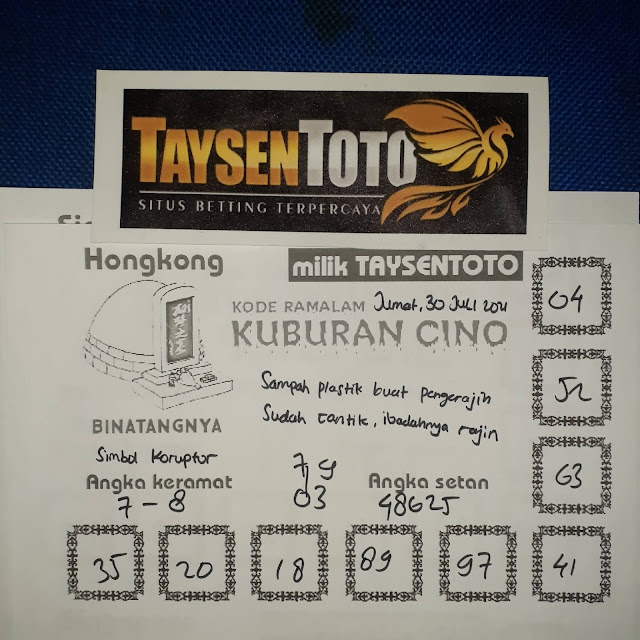 TAYSENTOTO
SITUS BETTING TERPERCAYA
Hongkong
milik TAYSENTOTO
KODE RAMALAM Jumat, 30 Juli 2021
KUBURAN CINO
Sampah plastik buat pengerajin
Sudah cantik, ibadahnya rajin
BINATANGNYA
Simbol Koruptor
Angka keramat
7 - 8
79
03
Angka setan
48625
04
52
63
35
20
18
89
97
41